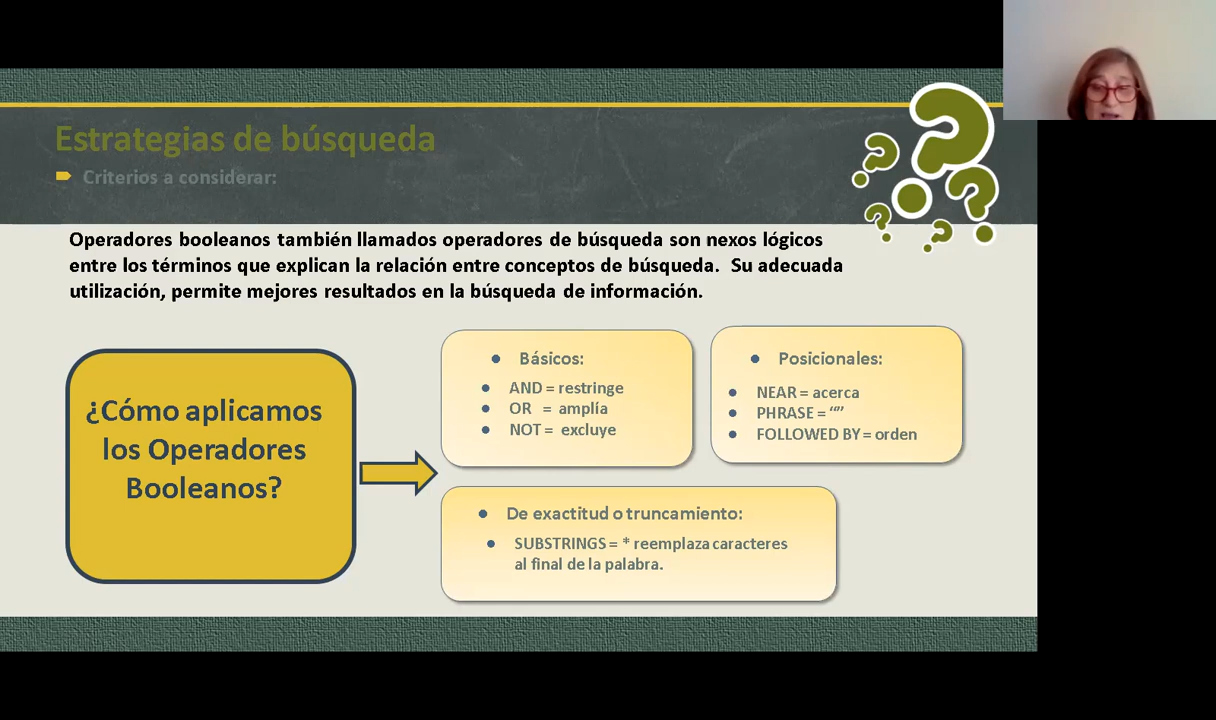 Estrategias de búsqueda
Criterios a considerar:
Operadores booleanos también llamados operadores de búsqueda son nexos lógicos
entre los términos que explican la relación entre conceptos de búsqueda. Su adecuada
utilización, permite mejores resultados en la búsqueda de información.
¿Cómo aplicamos
los Operadores
Booleanos?
• Básicos:
• AND = restringe
• OR = amplía
• NOT = excluye
• Posicionales:
• NEAR = acerca
• PHRASE = “”
• FOLLOWED BY = orden
• De exactitud o truncamiento:
• SUBSTRINGS = * reemplaza caracteres
al final de la palabra.